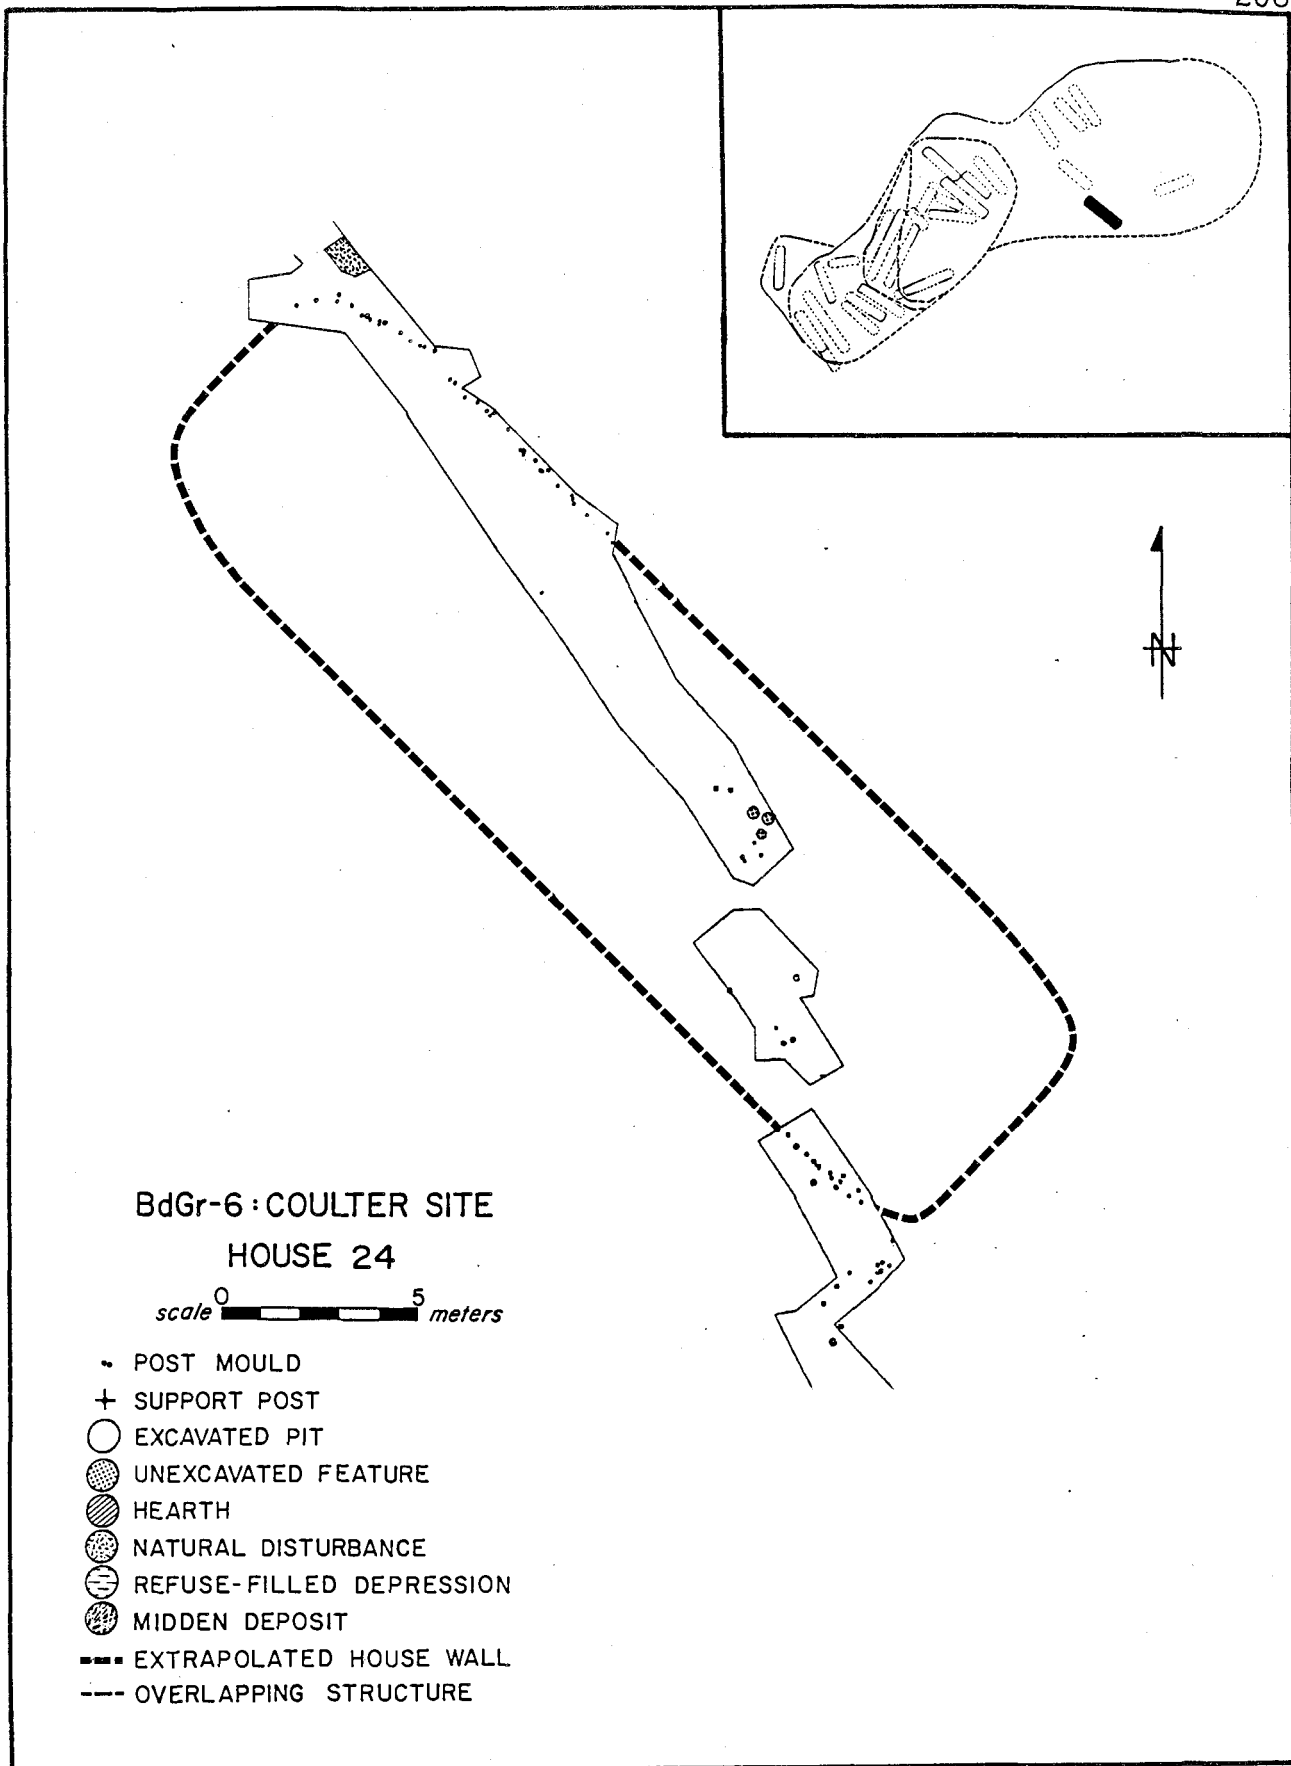 N
BdGr-6: COULTER SITE
HOUSE 24
0 5
scale meters
POST MOULD
SUPPORT POST
EXCAVATED PIT
UNEXCAVATED FEATURE
HEARTH
NATURAL DISTURBANCE
REFUSE-FILLED DEPRESSION
MIDDEN DEPOSIT
EXTRAPOLATED HOUSE WALL
OVERLAPPING STRUCTURE